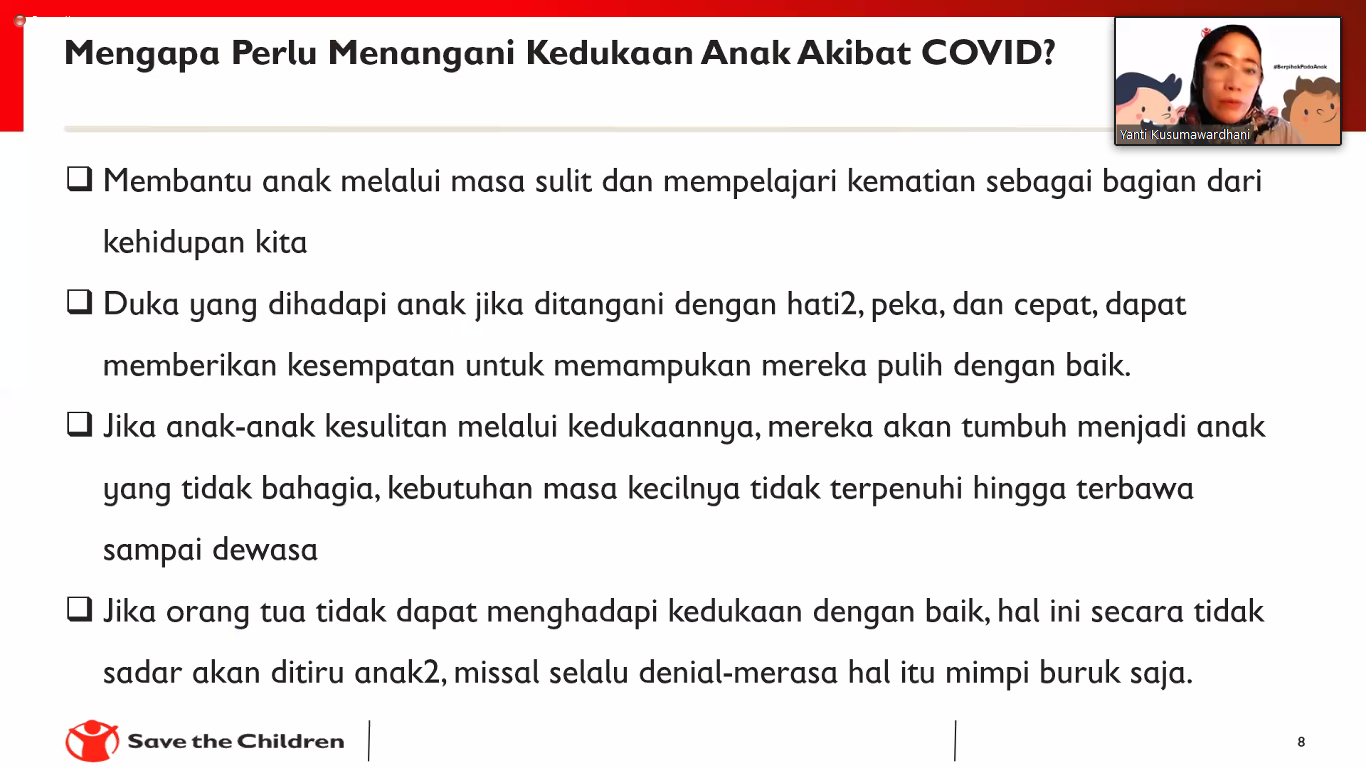 Mengapa Perlu Menangani Kedukaan Anak Akibat COVID?
#BerpihakPadaAnak
Yanti Kusumawardhani
❑ Membantu anak melalui masa sulit dan mempelajari kematian sebagai bagian dari
kehidupan kita
❑ Duka yang dihadapi anak jika ditangani dengan hati2, peka, dan cepat, dapat
memberikan kesempatan untuk memampukan mereka pulih dengan baik.
❑ Jika anak-anak kesulitan melalui kedukaannya, mereka akan tumbuh menjadi anak
yang tidak bahagia, kebutuhan masa kecilnya tidak terpenuhi hingga terbawa
sampai dewasa
❑ Jika orang tua tidak dapat menghadapi kedukaan dengan baik, hal ini secara tidak
sadar akan ditiru anak2, missal selalu denial-merasa hal itu mimpi buruk saja.
Save the Children
8